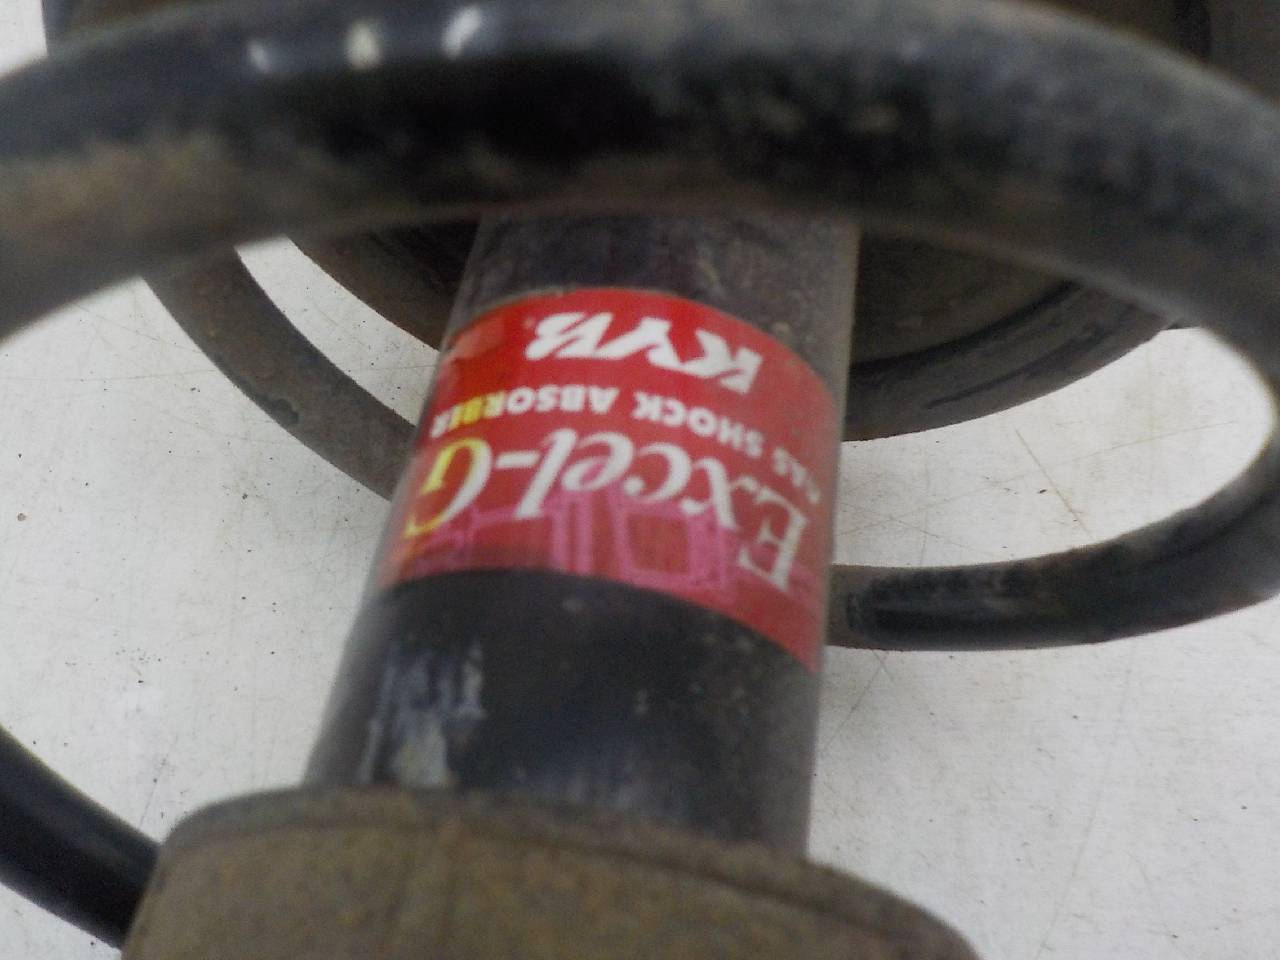 KYB
GAS SHOCK ABSORBER
Excel-G